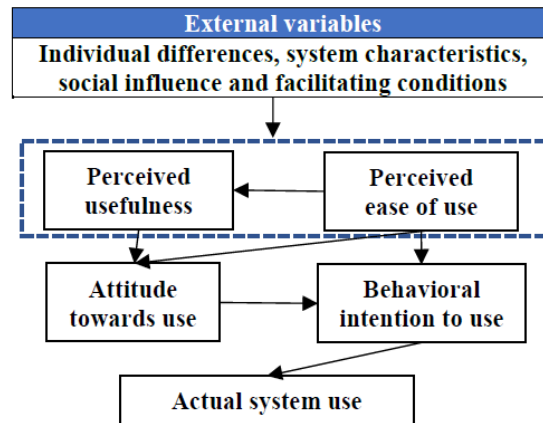 External variables
Individual differences, system characteristics,
social influence and facilitating conditions
Perceived
usefulness
Perceived
ease of use
Attitude
towards use
Behavioral
intention to use
Actual system use